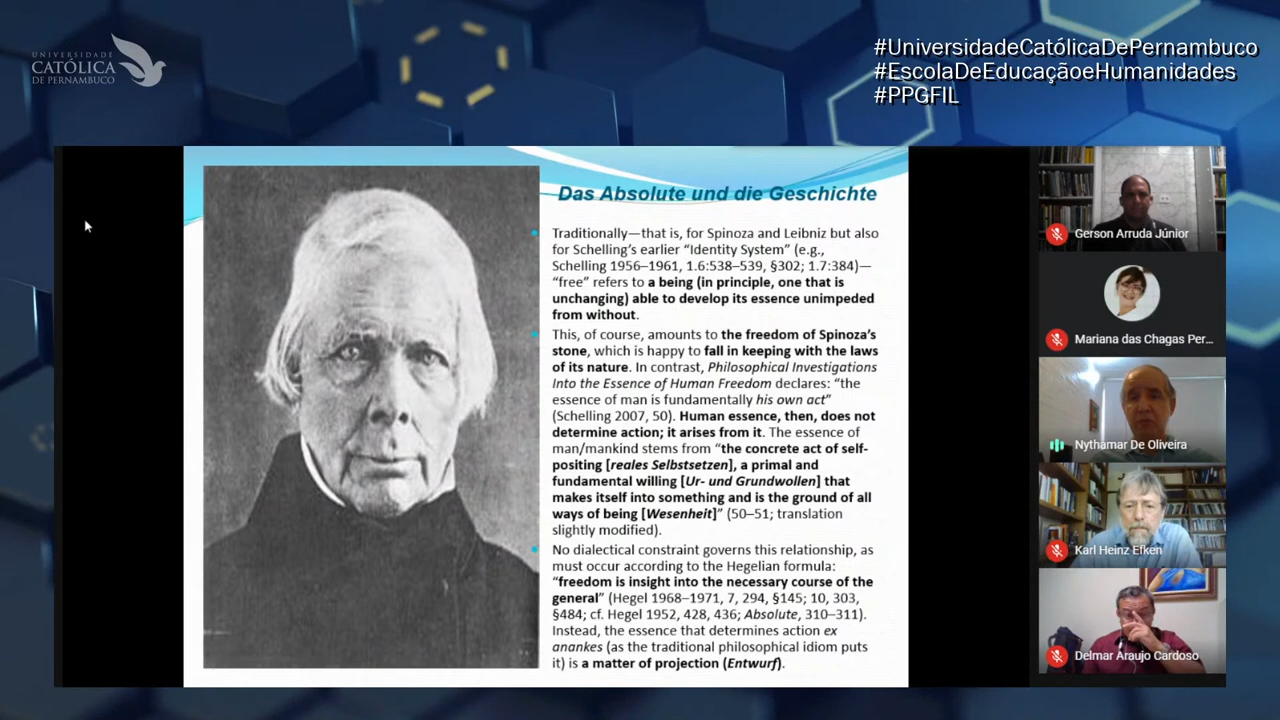 UNIVERSIDADE
CATÓLICA
DE PERNAMBUCO
#UniversidadeCatólicaDePernambuco
#EscolaDeEducaçãoeHumanidades
#PPGFIL
Das Absolute und die Geschichte
Traditionally—that is, for Spinoza and Leibniz but also
for Schelling's earlier “Identity System” (e.g.,
Schelling 1956–1961, 1.6:538–539, §302; 1.7:384)—
“free” refers to a being (in principle, one that is
unchanging) able to develop its essence unimpeded
from without.
This, of course, amounts to the freedom of Spinoza's
stone, which is happy to fall in keeping with the laws
of its nature. In contrast, Philosophical Investigations
Into the Essence of Human Freedom declares: “the
essence of man is fundamentally his own act”
(Schelling 2007, 50). Human essence, then, does not
determine action; it arises from it. The essence of
man/mankind stems from “the concrete act of self-
positing [reales Selbstsetzen], a primal and
fundamental willing [Ur- und Grundwollen] that
makes itself into something and is the ground of all
ways of being [Wesenheit]” (50–51; translation
slightly modified).
No dialectical constraint governs this relationship, as
must occur according to the Hegelian formula:
“freedom is insight into the necessary course of the
general” (Hegel 1968–1971, 7, 294, §145; 10, 303,
§484; cf. Hegel 1952, 428, 436; Absolute, 310–311).
Instead, the essence that determines action ex
anankes (as the traditional philosophical idiom puts
it) is a matter of projection (Entwurf).
Gerson Arruda Júnior
Mariana das Chagas Per...
Nythamar De Oliveira
Karl Heinz Efken
Delmar Araujo Cardoso